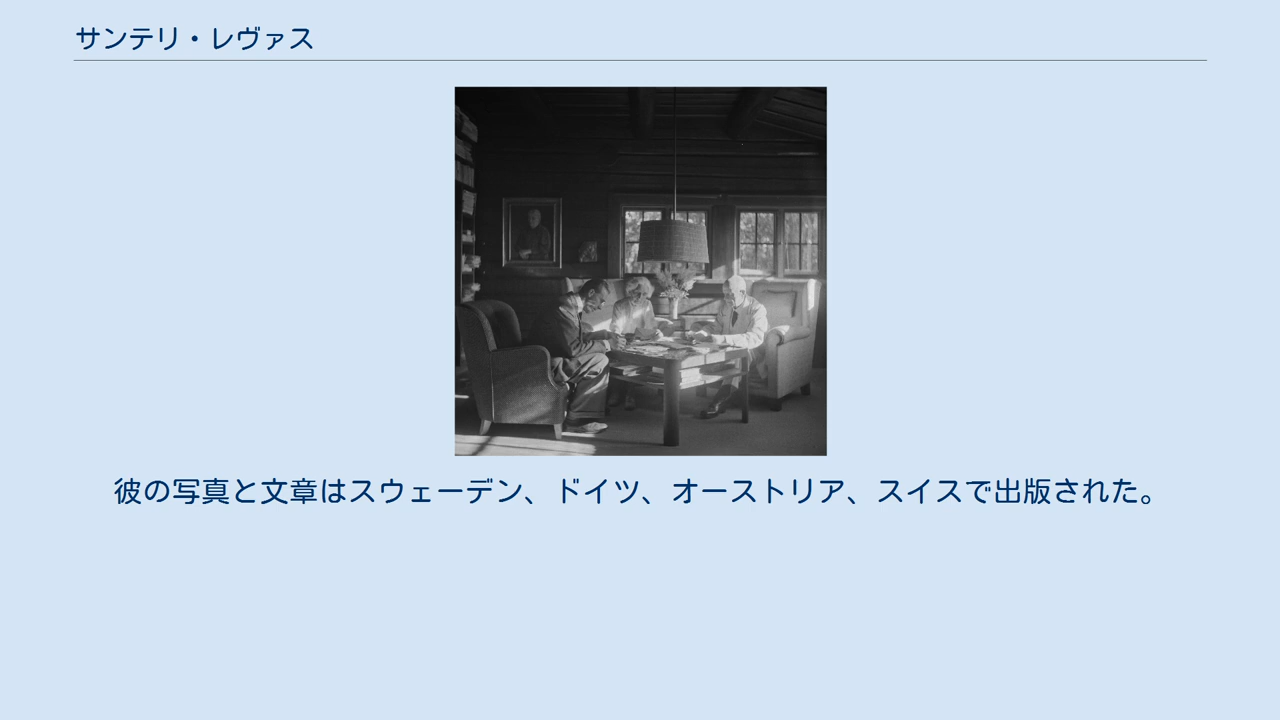 サンテリ・レヴァス
彼の写真と文章はスウェーデン、ドイツ、オーストリア、スイスで出版された。